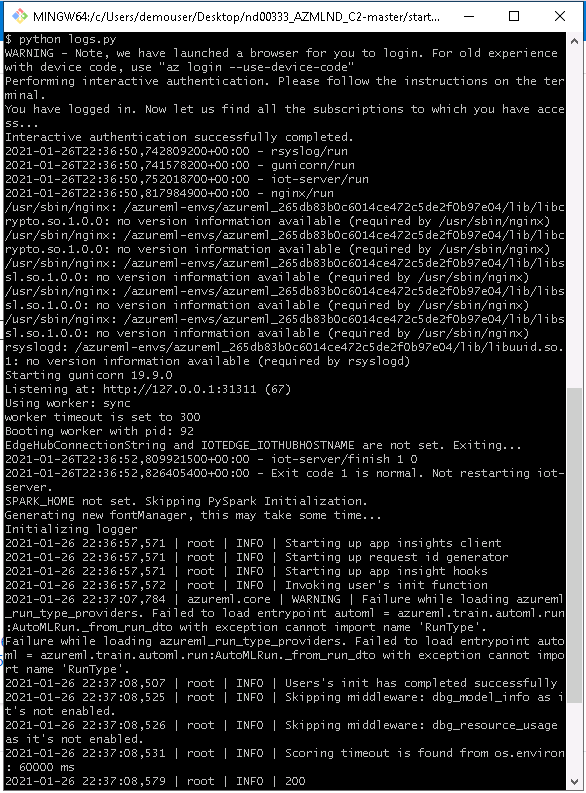 MINGW64:/c/Users/demouser/Desktop/nd00333_AZMLND_C2-master/start...
$ python logs.py
WARNING - Note, we have launched a browser for you to login. For old experience
with device code, use "az login --use-device-code"
Performing interactive authentication. Please follow the instructions on the ter
minal.
You have logged in. Now let us find all the subscriptions to which you have acce
ss...
Interactive authentication successfully completed.
2021-01-26T22:36:50,742809200+00:00 - rsyslog/run
2021-01-26T22:36:50,741578200+00:00 - gunicorn/run
2021-01-26T22:36:50,752018700+00:00 - iot-server/run
2021-01-26T22:36:50,817984900+00:00 - nginx/run
/usr/sbin/nginx: /azureml-envs/azureml_265db83b0c6014ce472c5de2f0b97e04/lib/libc
rypto.so.1.0.0: no version information available (required by /usr/sbin/nginx)
/usr/sbin/nginx: /azureml-envs/azureml_265db83b0c6014ce472c5de2f0b97e04/lib/libc
rypto.so.1.0.0: no version information available (required by /usr/sbin/nginx)
/usr/sbin/nginx: /azureml-envs/azureml_265db83b0c6014ce472c5de2f0b97e04/lib/libs
sl.so.1.0.0: no version information available (required by /usr/sbin/nginx)
/usr/sbin/nginx: /azureml-envs/azureml_265db83b0c6014ce472c5de2f0b97e04/lib/libs
sl.so.1.0.0: no version information available (required by /usr/sbin/nginx)
/usr/sbin/nginx: /azureml-envs/azureml_265db83b0c6014ce472c5de2f0b97e04/lib/libs
sl.so.1.0.0: no version information available (required by /usr/sbin/nginx)
rsyslogd: /azureml-envs/azureml_265db83b0c6014ce472c5de2f0b97e04/lib/libuuid.so.
1: no version information available (required by rsyslogd)
Starting gunicorn 19.9.0
Listening at: http://127.0.0.1:31311 (67)
Using worker: sync
worker timeout is set to 300
Booting worker with pid: 92
EdgeHubConnectionString and IOTEDGE_IOTHUBHOSTNAME are not set. Exiting...
2021-01-26T22:36:52,809921500+00:00 - iot-server/finish 1 0
2021-01-26T22:36:52,826405400+00:00 - Exit code 1 is normal. Not restarting iot-
server.
SPARK_HOME not set. Skipping PySpark Initialization.
Generating new fontManager, this may take some time...
Initializing logger
2021-01-26 22:36:57,571 | root | INFO | Starting up app insights client
2021-01-26 22:36:57,571 | root | INFO | Starting up request id generator
2021-01-26 22:36:57,571 | root | INFO | Starting up app insight hooks
2021-01-26 22:36:57,572 | root | INFO | Invoking user's init function
2021-01-26 22:37:07,784 | azureml.core | WARNING | Failure while loading azureml
_run_type_providers. Failed to load entrypoint automl = azureml.train.automl.run
:AutoMLRun._from_run_dto with exception cannot import name 'RunType'.
Failure while loading azureml_run_type_providers. Failed to load entrypoint auto
ml = azureml.train.automl.run:AutoMLRun._from_run_dto with exception cannot impo
rt name 'RunType'.
2021-01-26 22:37:08,507 | root | INFO | Users's init has completed successfully
2021-01-26 22:37:08,525 | root | INFO | Skipping middleware: dbg_model_info as i
t's not enabled.
2021-01-26 22:37:08,526 | root | INFO | Skipping middleware: dbg_resource_usage
as it's not enabled.
2021-01-26 22:37:08,531 | root | INFO | Scoring timeout is found from os.environ
: 60000 ms
2021-01-26 22:37:08,579 | root | INFO | 200